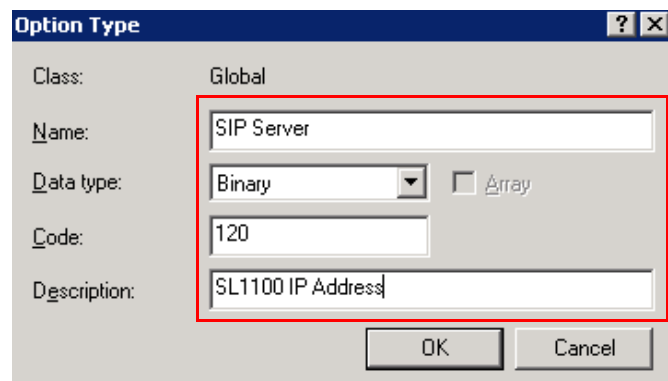 Option Type
Class: Global
Name: SIP Server
Data type: Binary Array
Code: 120
Description: SL1100 IP Address
OK Cancel